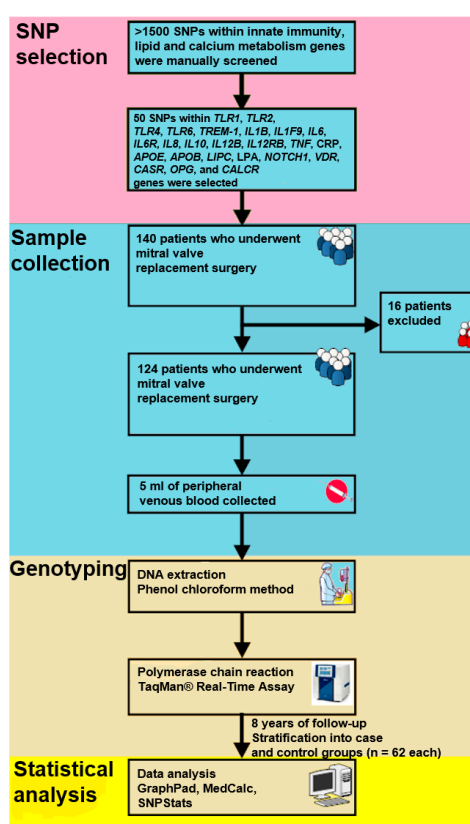 SNP
selection
>1500 SNPs within innate immunity,
lipid and calcium metabolism genes
were manually screened
50 SNPs within TLR1, TLR2,
TLR4, TLR6, TREM-1, IL1B, IL1F9, IL6,
IL6R, IL8, IL10, IL12B, IL12RB, TNF, CRP,
APOE, APOB, LIPC, LPA, NOTCH1, VDR,
CASR, OPG, and CALCR
genes were selected
Sample
collection
140 patients who underwent
mitral valve
replacement surgery
16 patients
excluded
124 patients who underwent
mitral valve
replacement surgery
5 ml of peripheral
venous blood collected
Genotyping
DNA extraction
Phenol chloroform method
Polymerase chain reaction
TaqMan® Real-Time Assay
8 years of follow-up
Stratification into case
and control groups (n = 62 each)
Statistical
analysis
Data analysis
GraphPad, MedCalc,
SNPStats